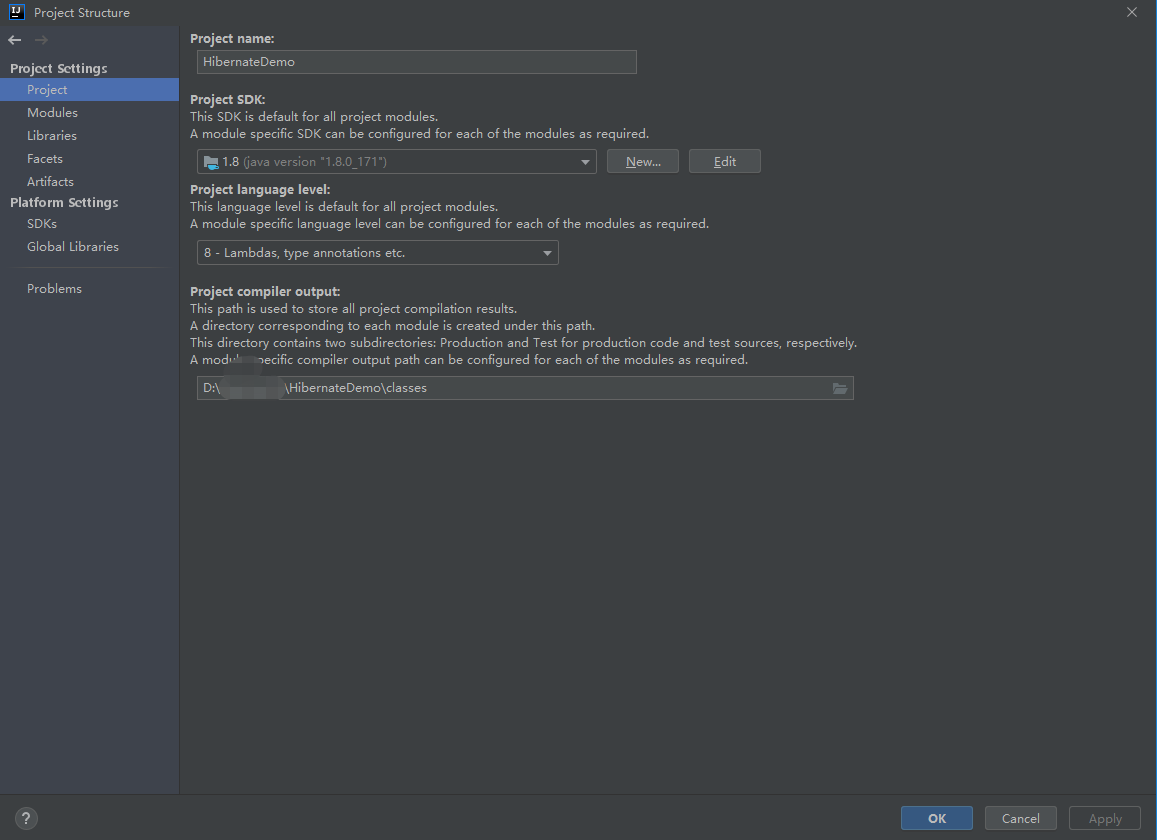 Project Structure
Project Settings
Project
Modules
Libraries
Facets
Artifacts
Platform Settings
SDKs
Global Libraries
Problems
Project name:
HibernateDemo
Project SDK:
This SDK is default for all project modules.
A module specific SDK can be configured for each of the modules as required.
1.8 (java version "1.8.0_171")
New...
Edit
Project language level:
This language level is default for all project modules.
A module specific language level can be configured for each of the modules as required.
8 - Lambdas, type annotations etc.
Project compiler output:
This path is used to store all project compilation results.
A directory corresponding to each module is created under this path.
This directory contains two subdirectories: Production and Test for production code and test sources, respectively.
A module specific compiler output path can be configured for each of the modules as required.
D:\ \HibernateDemo\classes
?
OK
Cancel
Apply